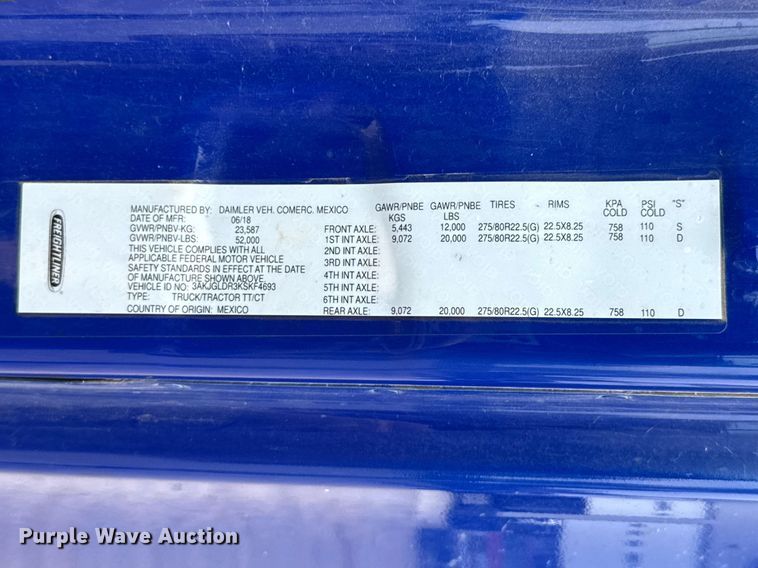 FREIGHTLINER
MANUFACTURED BY: DAIMLER VEH. COMERC. MEXICO
DATE OF MFR: 06/18
GVWR/PNBV-KG: 23,587
GVWR/PNBV-LBS: 52,000
THIS VEHICLE COMPLIES WITH ALL
APPLICABLE FEDERAL MOTOR VEHICLE
SAFETY STANDARDS IN EFFECT AT THE DATE
OF MANUFACTURE SHOWN ABOVE.
VEHICLE ID NO: 3AKJGLDR3KSKF4693
TYPE: TRUCK/TRACTOR TT/CT
COUNTRY OF ORIGIN: MEXICO
GAWR/PNBE GAWR/PNBE TIRES RIMS KPA PSI "S"
KGS LBS COLD COLD
FRONT AXLE: 5,443 12,000 275/80R22.5(G) 22.5X8.25 758 110 S
1ST INT AXLE: 9,072 20,000 275/80R22.5(G) 22.5X8.25 758 110 D
2ND INT AXLE:
3RD INT AXLE:
4TH INT AXLE:
5TH INT AXLE:
6TH INT AXLE:
REAR AXLE: 9,072 20,000 275/80R22.5(G) 22.5X8.25 758 110 D
Purple Wave Auction